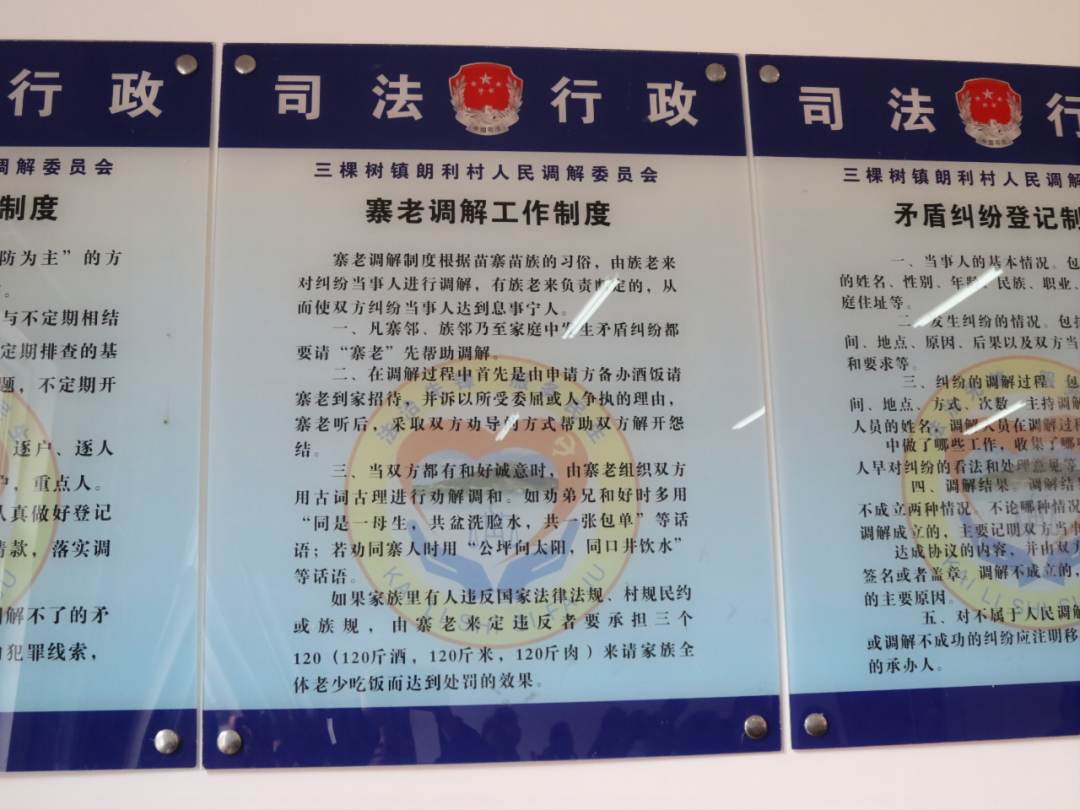 行 政
调解委员会
制度
防为主”的方
。
与不定期相结
定期排查的基
题，不定期开
、逐户、逐人
户，重点人。
认真做好登记
情款，落实调
调解不了的矛
犯罪线索，
司 法 行 政
三棵树镇朗利村人民调解委员会
寨老调解工作制度
寨老调解制度根据苗寨苗族的习俗，由族老来
对纠纷当事人进行调解，有族老来负责判定的，从
而使双方纠纷当事人达到息事宁人。
一、凡寨邻、族邻乃至家庭中发生矛盾纠纷都
要请“寨老”先帮助调解。
二、在调解过程中首先是由申请方备办酒饭请
寨老到家招待，并诉以所受委屈或人争执的理由，
寨老听后，采取双方劝导的方式帮助双方解开怨
结。
三、当双方都有和好诚意时，由寨老组织双方
用古词古理进行劝解调和。如劝弟兄和好时多用
“同是一母生，共盆洗脸水，共一张包单”等话
语；若劝同寨人时用“公坪向太阳，同口井饮水”
等话语。
如果家族里有人违反国家法律法规、村规民约
或族规，由寨老来定违反者要承担三个
120（120斤酒，120斤米，120斤肉）来请家族全
体老少吃饭而达到处罚的效果。
KAI LI SHI SI FA JU
司 法 行
三棵树镇朗利村人民调解
矛盾纠纷登记制
一、当事人的基本情况。包
的姓名、性别、年龄、民族、职业、
庭住址等。
二、发生纠纷的情况。包括
间、地点、原因、后果以及双方当
和要求等。
三、纠纷的调解过程。包
间、地点、方式、次数、主持调解
人员的姓名，调解人员在调解过程
中做了哪些工作，收集了哪
人早对纠纷的看法和处理意见等
四、调解结果。调解结
不成立两种情况。不论哪种情况
调解成立的，主要记明双方当事
达成协议的内容，并由双方
签名或者盖章。调解不成立的，
的主要原因。
五、对不属于人民调解
或调解不成功的纠纷应注明移
的承办人。